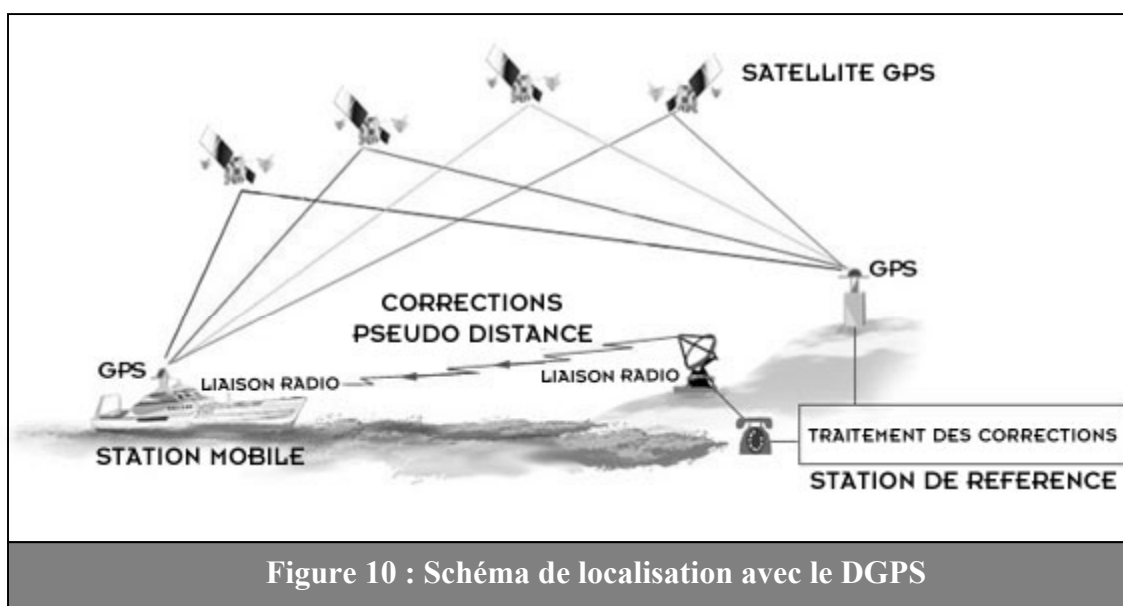 SATELLITE GPS
GPS
CORRECTIONS
PSEUDO DISTANCE
GPS
LIAISON RADIO
LIAISON RADIO
STATION MOBILE
TRAITEMENT DES CORRECTIONS
STATION DE REFERENCE
Figure 10 : Schéma de localisation avec le DGPS